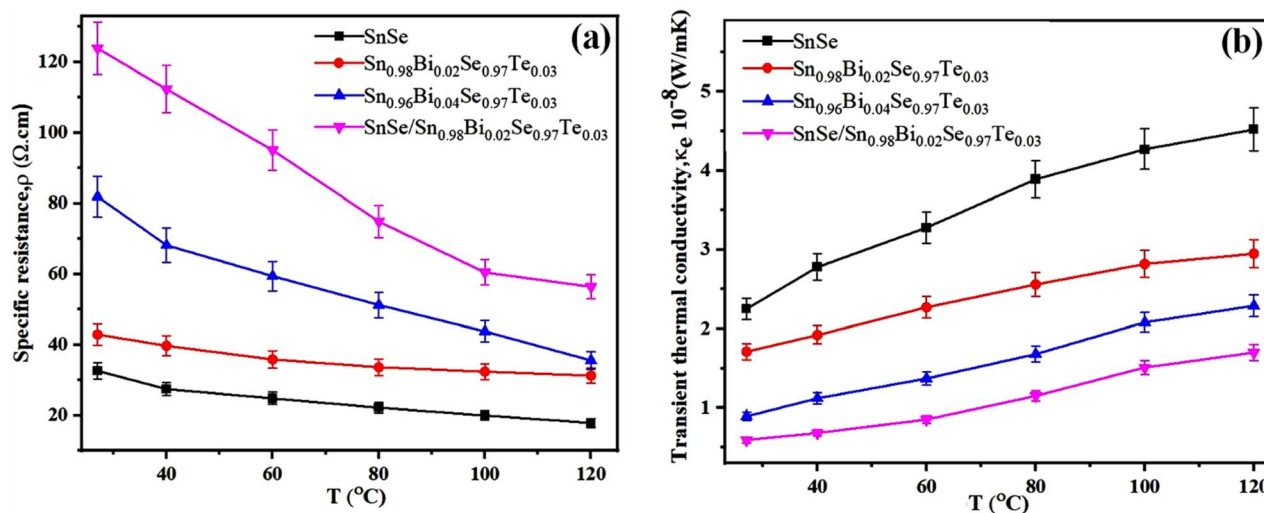 (a)
SnSe
Sn0.98Bi0.02Se0.97Te0.03
Sn0.96Bi0.04Se0.97Te0.03
SnSe/Sn0.98Bi0.02Se0.97Te0.03
Specific resistance,ρ (Ω.cm)
120
100
80
60
40
20
40
60
80
100
120
T (°C)
(b)
SnSe
Sn0.98Bi0.02Se0.97Te0.03
Sn0.96Bi0.04Se0.97Te0.03
SnSe/Sn0.98Bi0.02Se0.97Te0.03
Transient thermal conductivity,κe 10-8(W/mK)
5
4
3
2
1
40
60
80
100
120
T (°C)